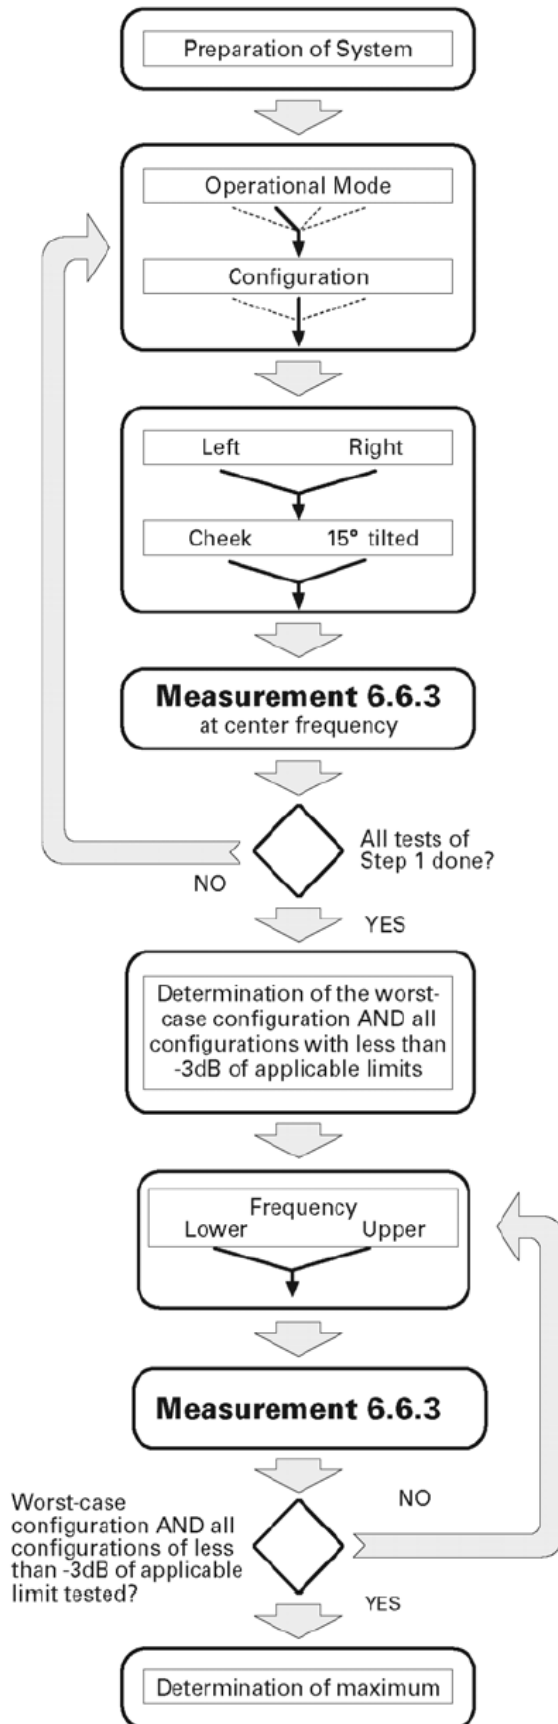 Preparation of System
Operational Mode
Configuration
Left Right
Cheek 15° tilted
Measurement 6.6.3
at center frequency
All tests of
Step 1 done?
NO
YES
Determination of the worst-
case configuration AND all
configurations with less than
-3dB of applicable limits
Frequency
Lower Upper
Measurement 6.6.3
NO
Worst-case
configuration AND all
configurations of less
than -3dB of applicable
limit tested?
YES
Determination of maximum